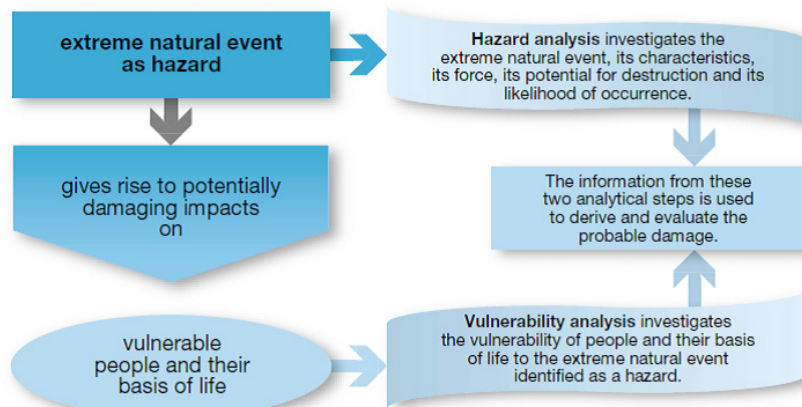 extreme natural event
as hazard
Hazard analysis investigates the
extreme natural event, its characteristics,
its force, its potential for destruction and its
likelihood of occurrence.
gives rise to potentially
damaging impacts
on
The information from these
two analytical steps is used
to derive and evaluate the
probable damage.
vulnerable
people and their
basis of life
Vulnerability analysis investigates
the vulnerability of people and their basis
of life to the extreme natural event
identified as a hazard.